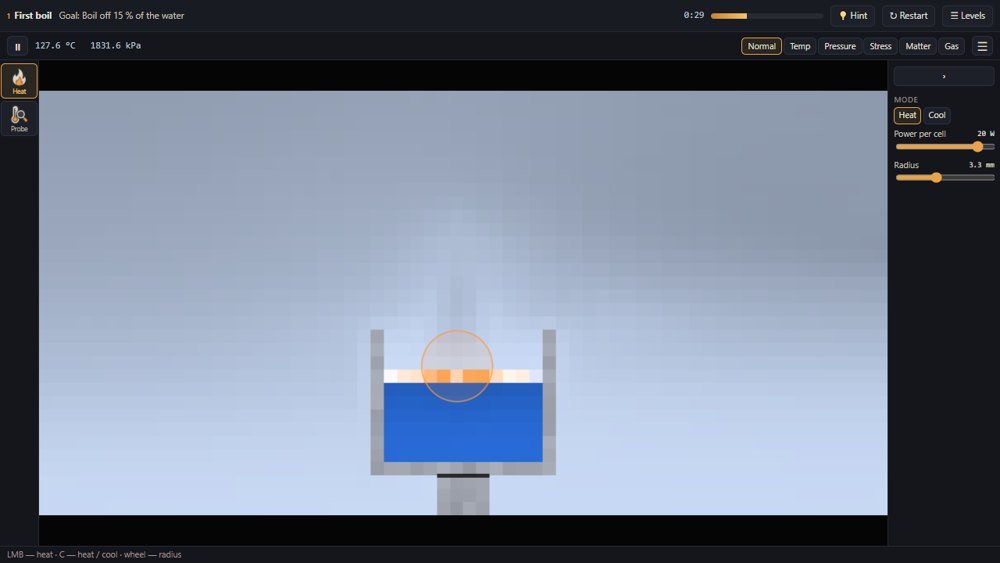 1 First boil Goal: Boil off 15 % of the water 0:29 Hint ↻ Restart ☰ Levels
127.6 °C 1831.6 kPa Normal Temp Pressure Stress Matter Gas
Heat
Probe
›
MODE
Heat Cool
Power per cell 20 W
Radius 3.3 mm
LMB — heat · C — heat / cool · wheel — radius